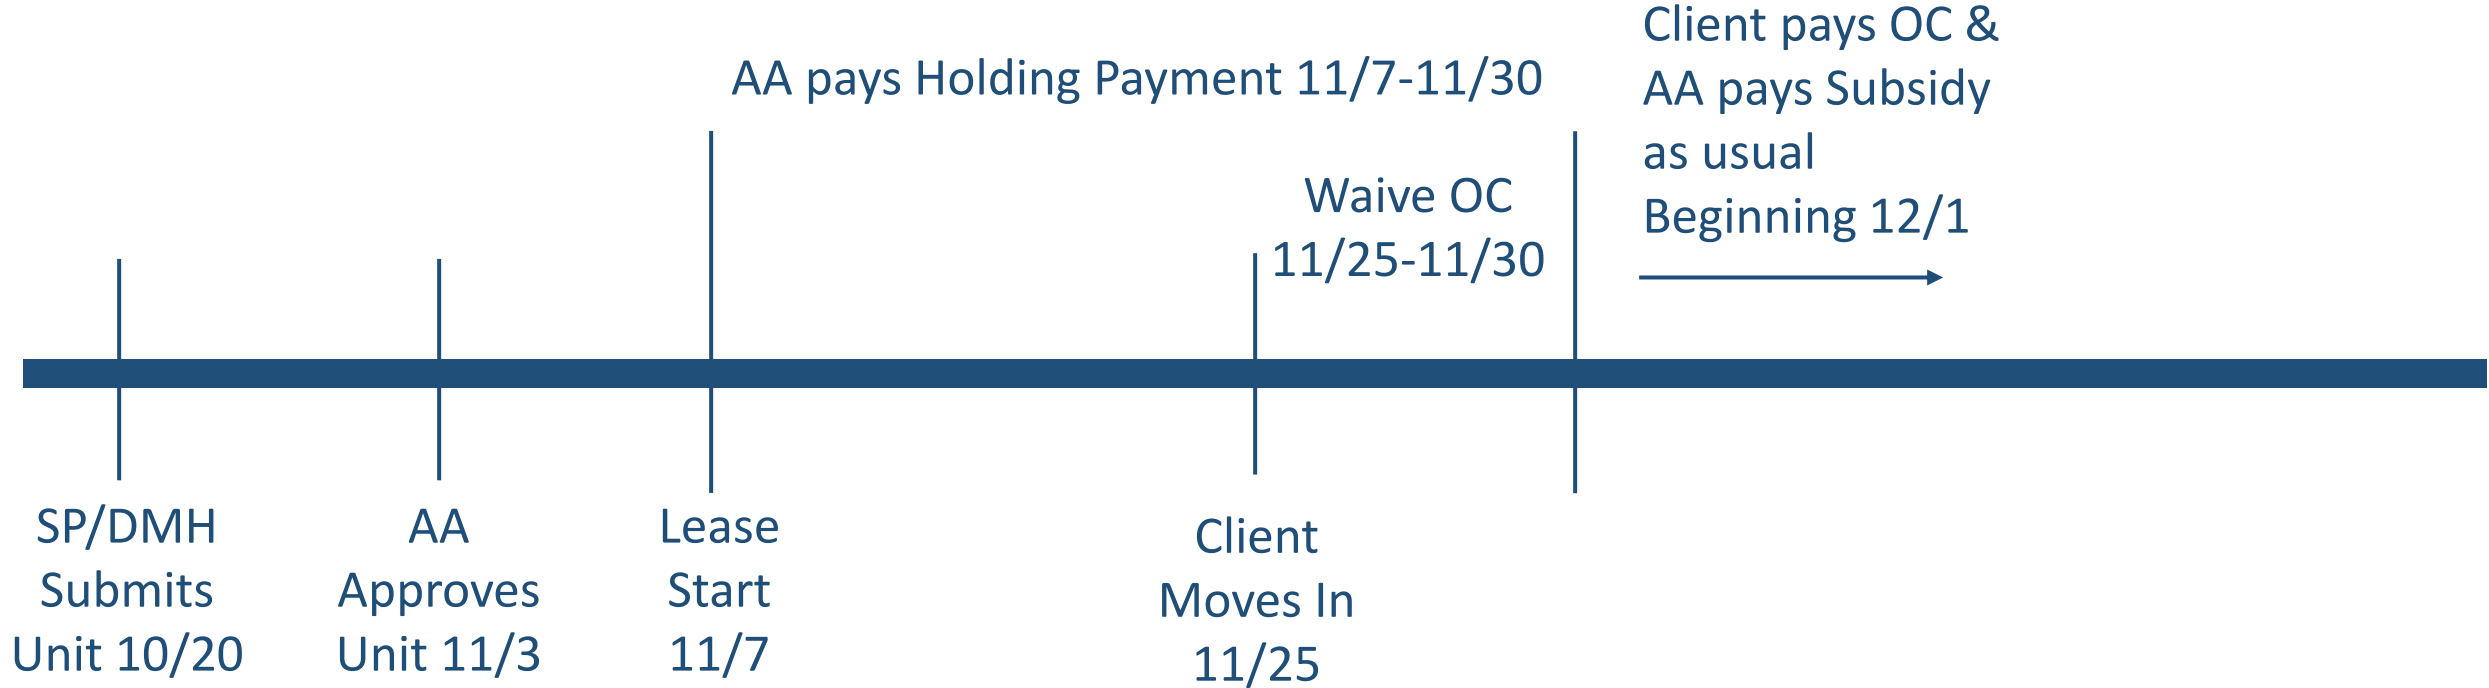 AA pays Holding Payment 11/7-11/30
Client pays OC &
AA pays Subsidy
as usual
Beginning 12/1
Waive OC
11/25-11/30
SP/DMH
Submits
Unit 10/20
AA
Approves
Unit 11/3
Lease
Start
11/7
Client
Moves In
11/25